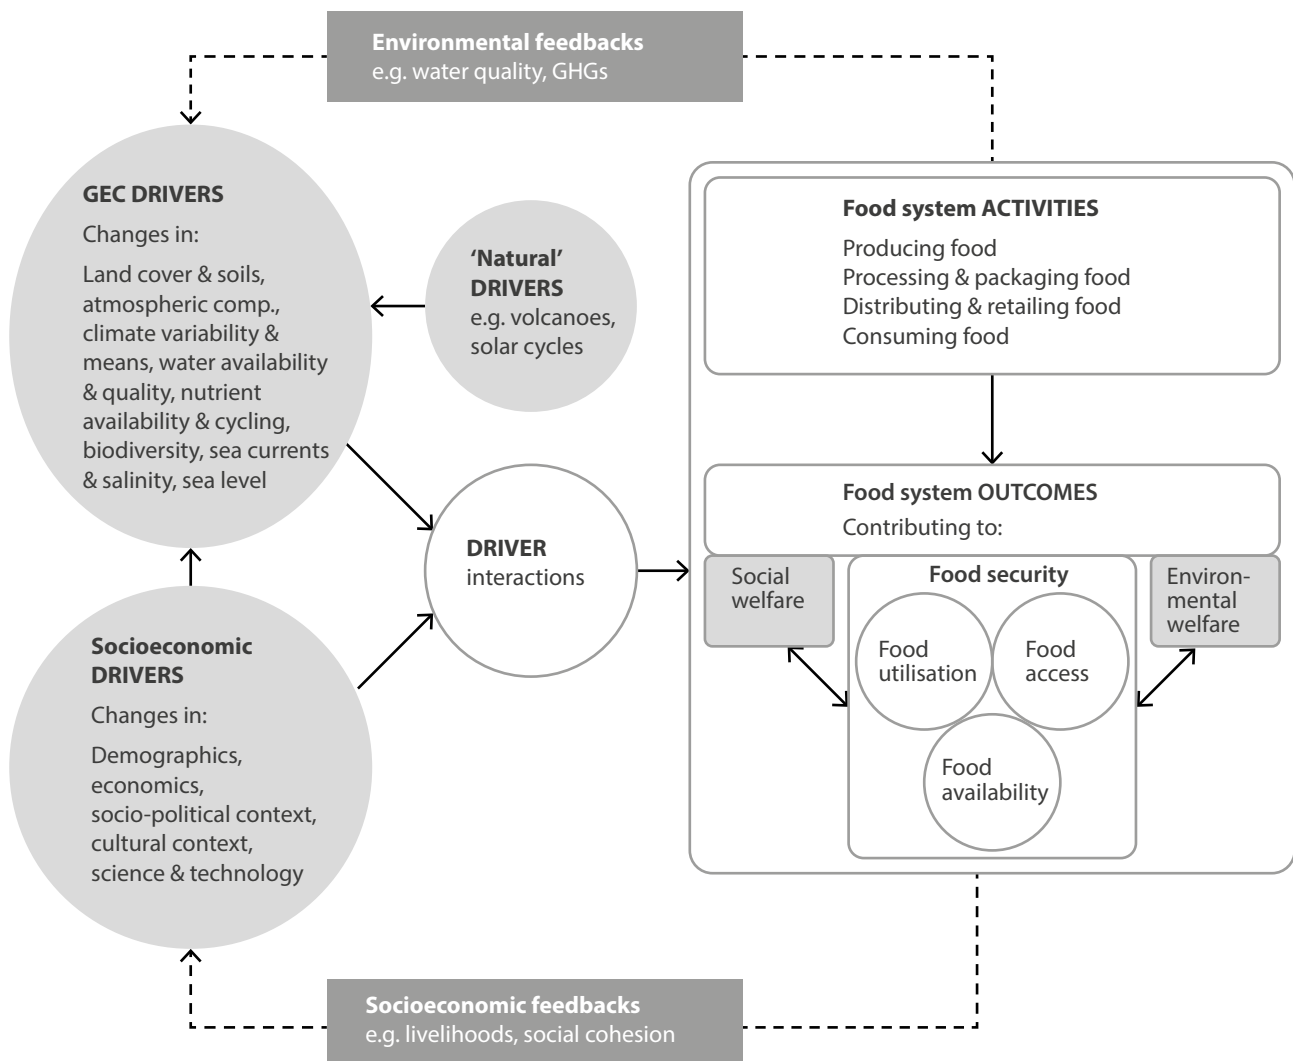 Environmental feedbacks
e.g. water quality, GHGs
GEC DRIVERS
Changes in:
Land cover & soils,
atmospheric comp.,
climate variability &
means, water availability
& quality, nutrient
availability & cycling,
biodiversity, sea currents
& salinity, sea level
‘Natural’
DRIVERS
e.g. volcanoes,
solar cycles
DRIVER
interactions
Socioeconomic
DRIVERS
Changes in:
Demographics,
economics,
socio-political context,
cultural context,
science & technology
Food system ACTIVITIES
Producing food
Processing & packaging food
Distributing & retailing food
Consuming food
Food system OUTCOMES
Contributing to:
Social
welfare
Food security
Food
utilisation
Food
access
Food
availability
Environ-
mental
welfare
Socioeconomic feedbacks
e.g. livelihoods, social cohesion